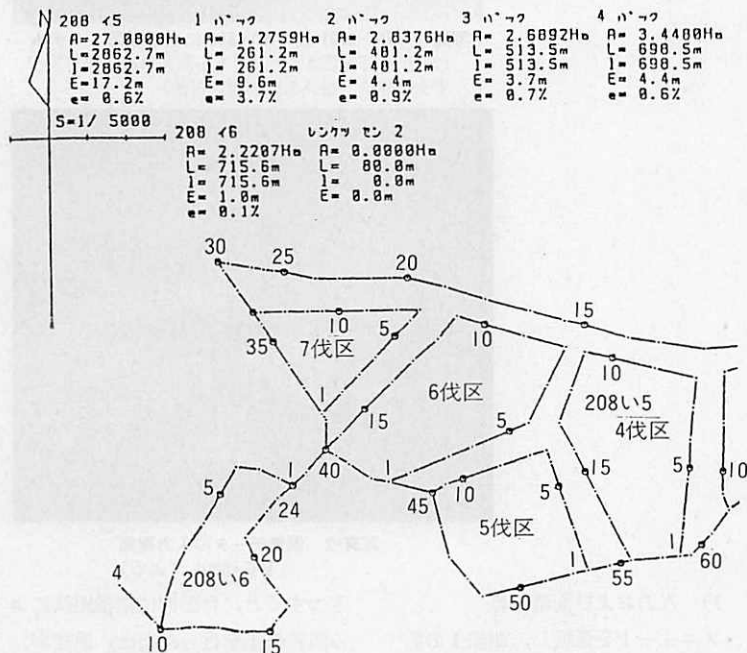 N 208 イ5 1 バック 2 バック 3 バック 4 バック
A=27.0808Ha A= 1.2759Ha A= 2.8376Ha A= 2.6892Ha A= 3.4480Ha
L=2862.7m L= 261.2m L= 481.2m L= 513.5m L= 698.5m
l=2862.7m l= 261.2m l= 481.2m l= 513.5m l= 698.5m
E=17.2m E= 9.6m E= 4.4m E= 3.7m E= 4.4m
e= 0.6% e= 3.7% e= 0.9% e= 0.7% e= 0.6%
S=1/ 5000
208 イ6 レンケツ セン 2
A= 2.2207Ha A= 0.0000Ha
L= 715.6m L= 80.0m
l= 715.6m l= 0.0m
E= 1.0m E= 0.0m
e= 0.1%
30 25 20 15
35 10 5 7伐区 1
10 6伐区 15 5
10 208い5 4伐区 15 5 1 10
40 1 45 10 5伐区 5 1
50 55 60
5 1 24 20
4 208い6
10 15